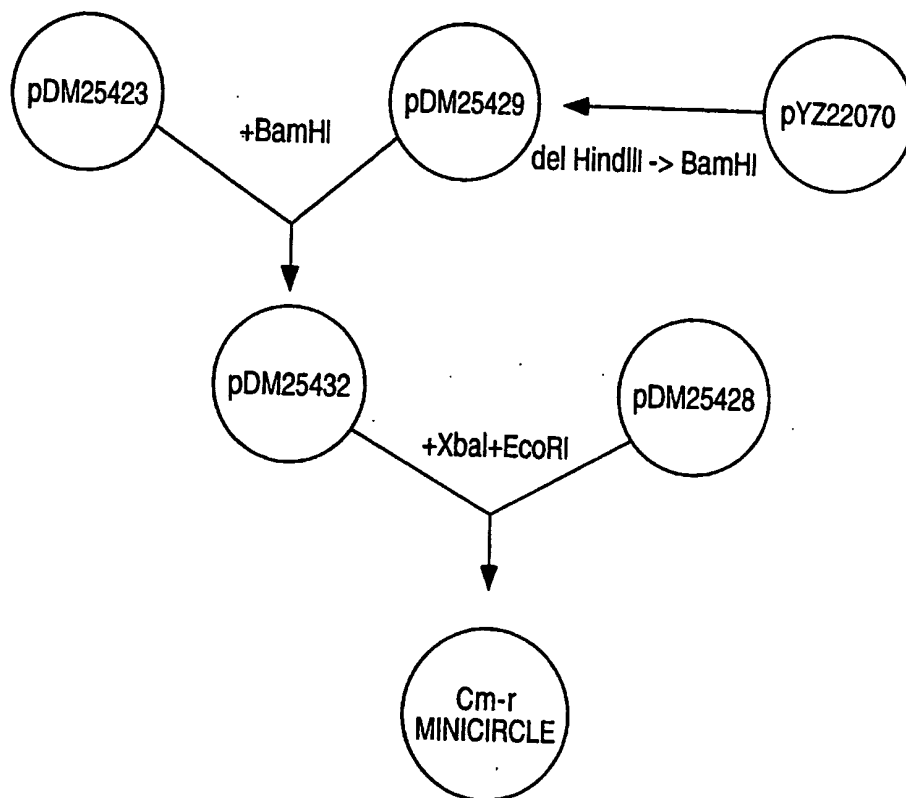 pDM25423
pDM25429
pYZ22070
+BamHI
del HindIII -> BamHI
pDM25432
pDM25428
+XbaI+EcoRI
Cm-r
MINICIRCLE